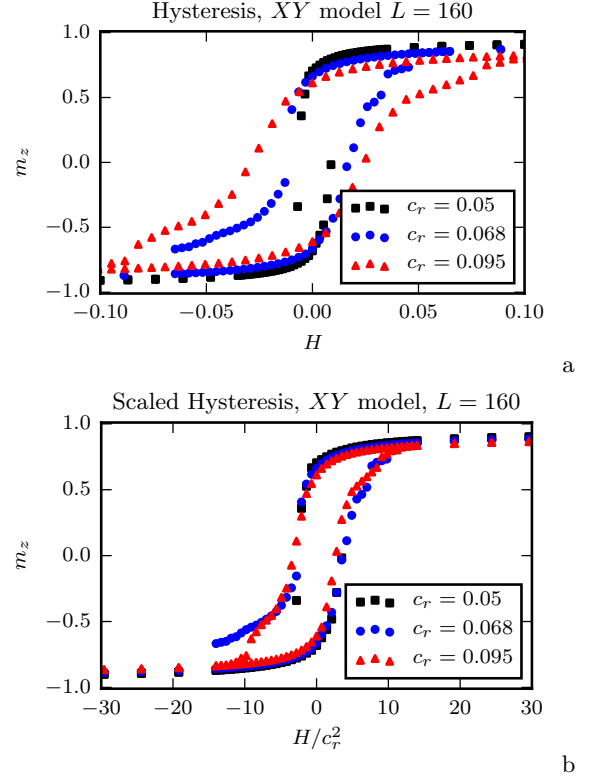 Hysteresis, XY model L = 160
1.0
0.5
0.0
−0.5
−1.0
m_z
c_r = 0.05
c_r = 0.068
c_r = 0.095
−0.10 −0.05 0.00 0.05 0.10
H
a
Scaled Hysteresis, XY model, L = 160
1.0
0.5
0.0
−0.5
−1.0
m_z
c_r = 0.05
c_r = 0.068
c_r = 0.095
−30 −20 −10 0 10 20 30
H/c_r^2
b